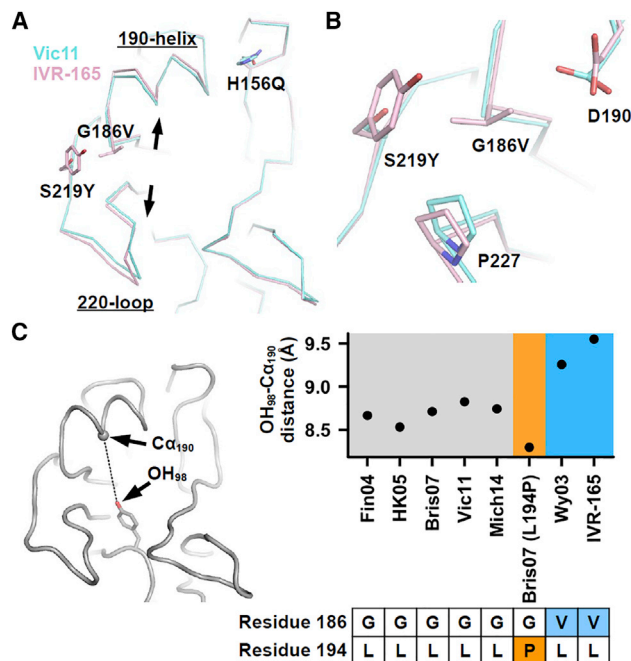 A
190-helix
Vic11
IVR-165
H156Q
G186V
S219Y
220-loop
B
D190
S219Y
G186V
P227
C
Cα190
OH98
OH98-Cα190
distance (Å)
9.5
9.0
8.5
Fin04
HK05
Bris07
Vic11
Mich14
Bris07 (L194P)
Wy03
IVR-165
Residue 186 G G G G G G V V
Residue 194 L L L L L P L L